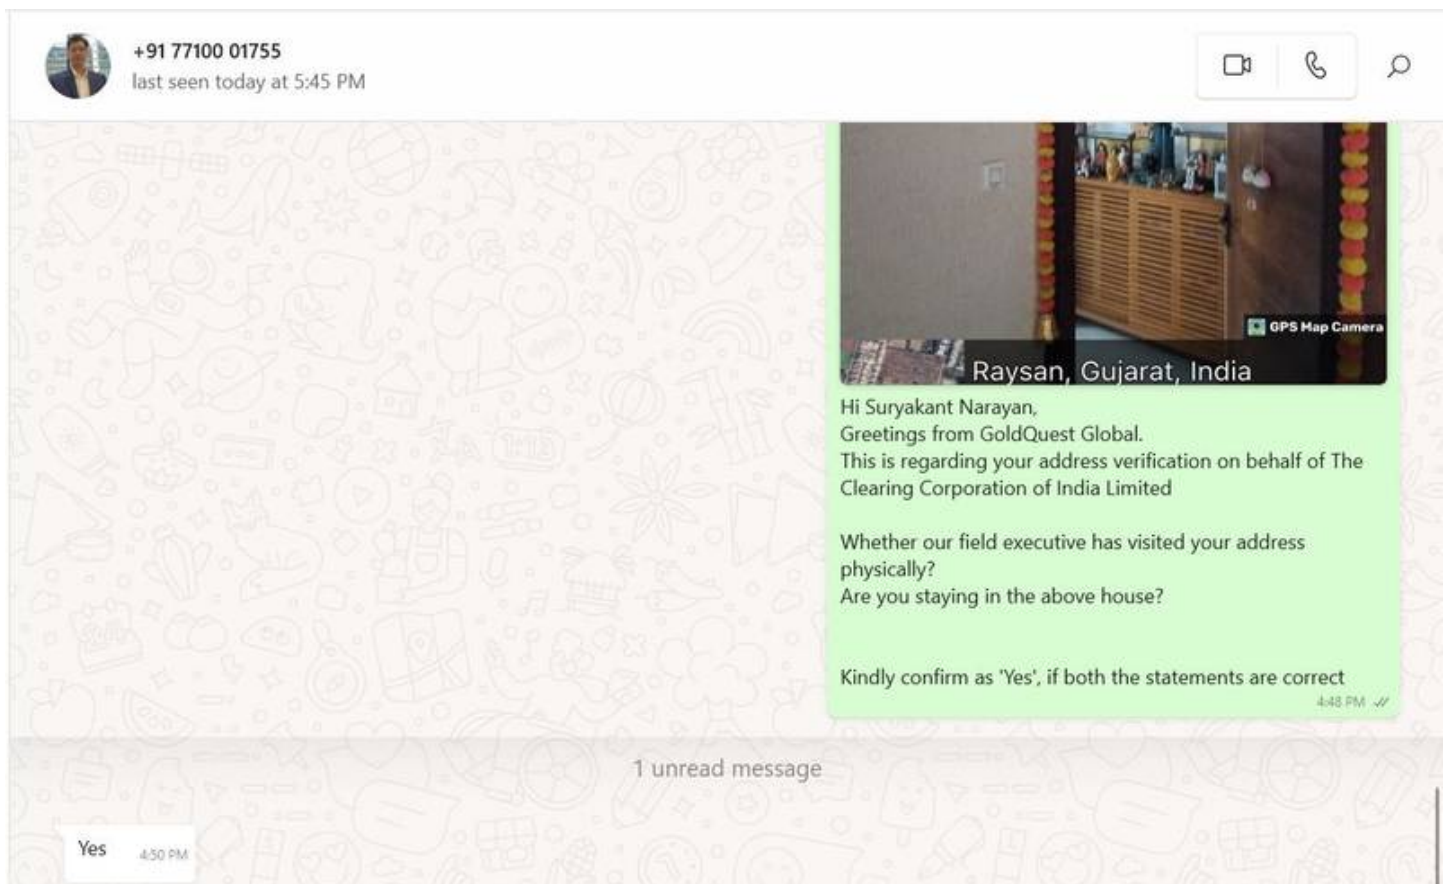 +91 77100 01755
last seen today at 5:45 PM
GPS Map Camera
Raysan, Gujarat, India
Hi Suryakant Narayan,
Greetings from GoldQuest Global.
This is regarding your address verification on behalf of The
Clearing Corporation of India Limited
Whether our field executive has visited your address
physically?
Are you staying in the above house?
Kindly confirm as 'Yes', if both the statements are correct
4:48 PM
1 unread message
Yes
4:50 PM